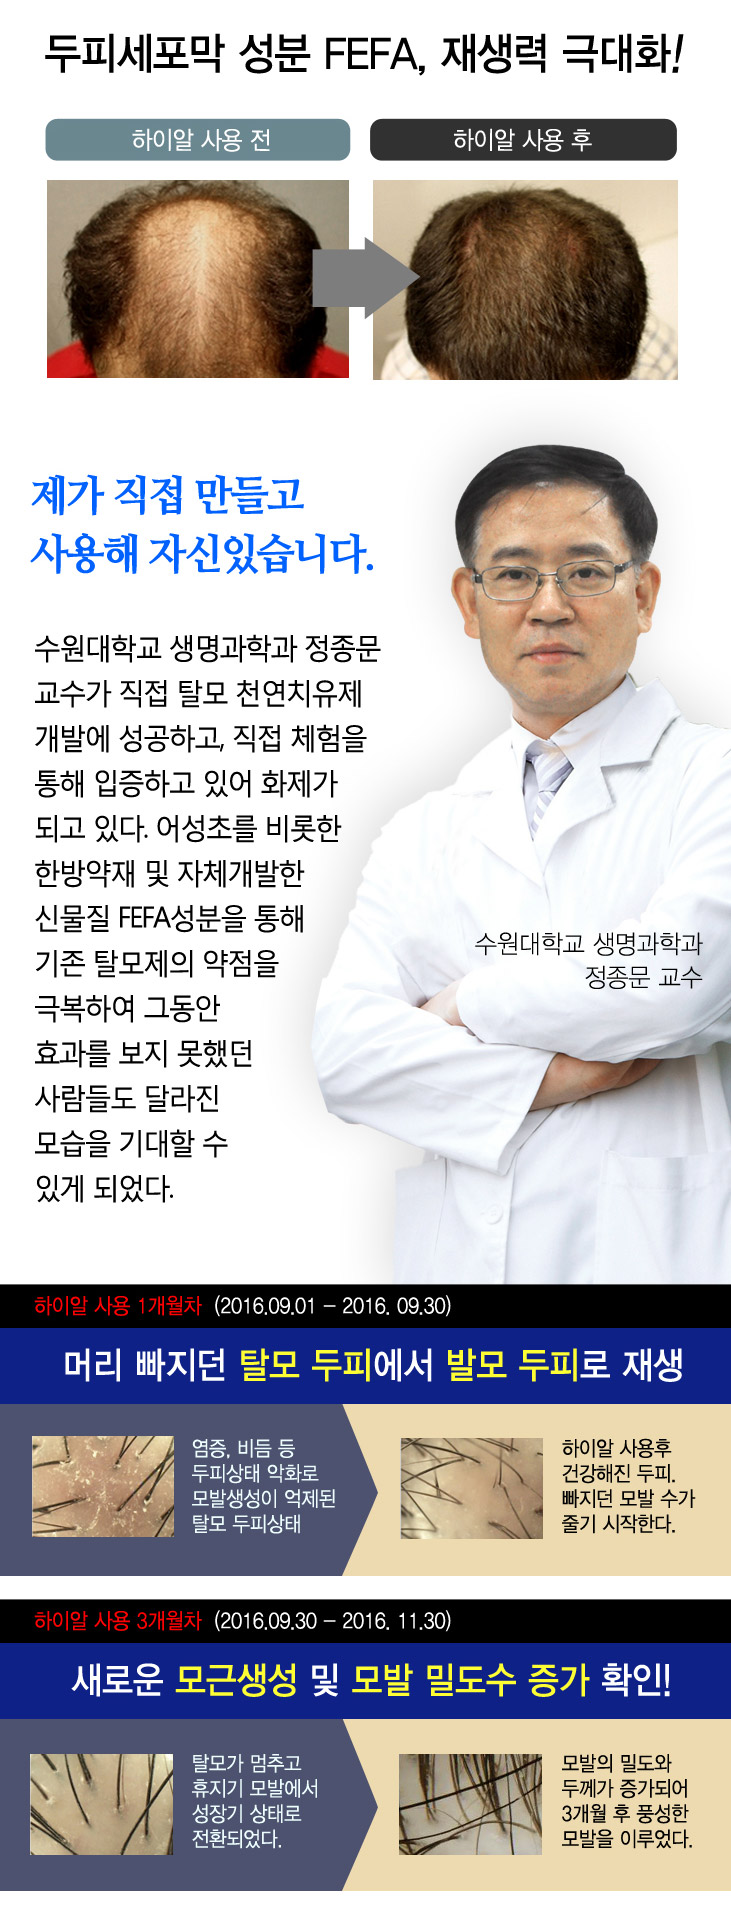 두피세포막 성분 FEFA, 재생력 극대화!
하이알 사용 전
하이알 사용 후
제가 직접 만들고
사용해 자신있습니다.
수원대학교 생명과학과 정종문
교수가 직접 탈모 천연치유제
개발에 성공하고, 직접 체험을
통해 입증하고 있어 화제가
되고 있다. 어성초를 비롯한
한방약재 및 자체개발한
신물질 FEFA성분을 통해
기존 탈모제의 약점을
극복하여 그동안
효과를 보지 못했던
사람들도 달라진
모습을 기대할 수
있게 되었다.
수원대학교 생명과학과
정종문 교수
하이알 사용 1개월차 (2016.09.01 - 2016. 09.30)
머리 빠지던 탈모 두피에서 발모 두피로 재생
염증, 비듬 등
두피상태 악화로
모발생성이 억제된
탈모 두피상태
하이알 사용후
건강해진 두피.
빠지던 모발 수가
줄기 시작한다.
하이알 사용 3개월차 (2016.09.30 - 2016. 11.30)
새로운 모근생성 및 모발 밀도수 증가 확인!
탈모가 멈추고
휴지기 모발에서
성장기 상태로
전환되었다.
모발의 밀도와
두께가 증가되어
3개월 후 풍성한
모발을 이루었다.